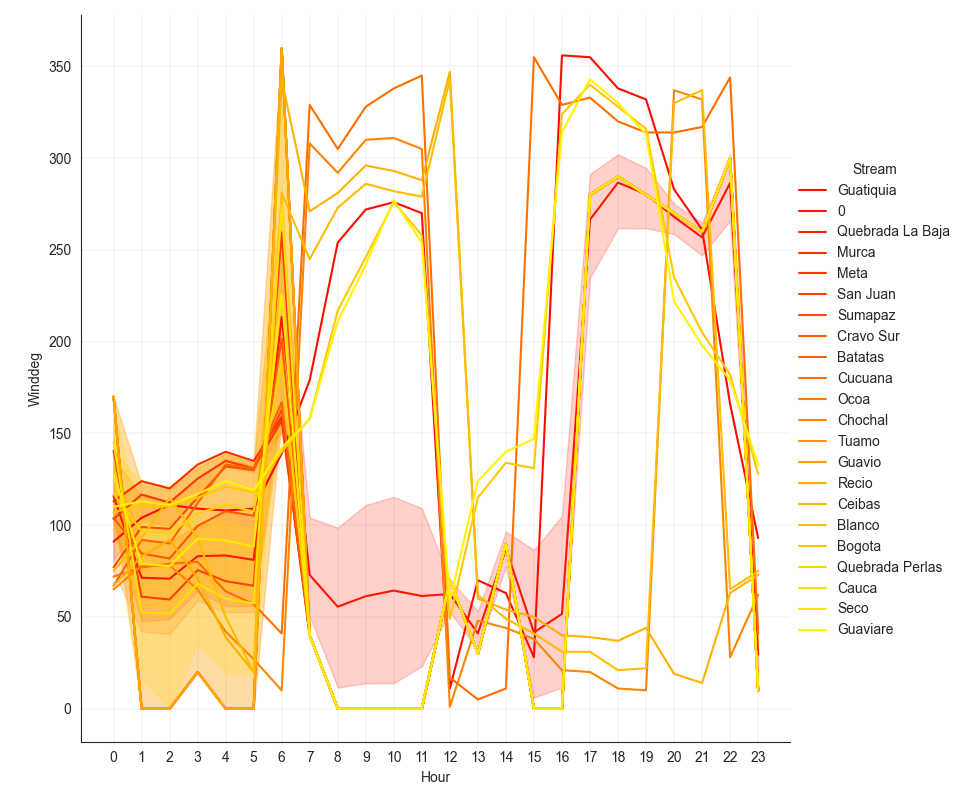 350
300
250
200
150
100
50
0
Winddeg
0 1 2 3 4 5 6 7 8 9 10 11 12 13 14 15 16 17 18 19 20 21 22 23
Hour
Stream
Guatiquia
0
Quebrada La Baja
Murca
Meta
San Juan
Sumapaz
Cravo Sur
Batatas
Cucuana
Ocoa
Chochal
Tuamo
Guavio
Recio
Ceibas
Blanco
Bogota
Quebrada Perlas
Cauca
Seco
Guaviare